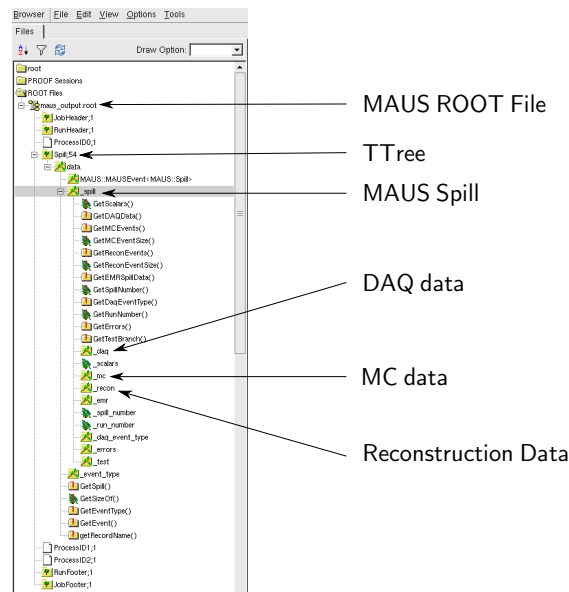 Browser File Edit View Options Tools
Files
Draw Option:
root
PROOF Sessions
ROOT Files
maus_output.root
JobHeader;1
RunHeader;1
ProcessID0;1
Spill;54
data
MAUS::MAUSEvent<MAUS::Spill>
_spill
GetScalars()
GetDAQData()
GetMCEvents()
GetMCEventSize()
GetReconEvents()
GetReconEventSize()
GetEMRSpillData()
GetSpillNumber()
GetDaqEventType()
GetRunNumber()
GetErrors()
GetTestBranch()
_daq
_scalars
_mc
_recon
_emr
_spill_number
_run_number
_daq_event_type
_errors
_test
_event_type
GetSpill()
GetSizeOf()
GetEventType()
GetEvent()
getRecordName()
ProcessID1;1
ProcessID2;1
RunFooter;1
JobFooter;1
MAUS ROOT File
TTree
MAUS Spill
DAQ data
MC data
Reconstruction Data